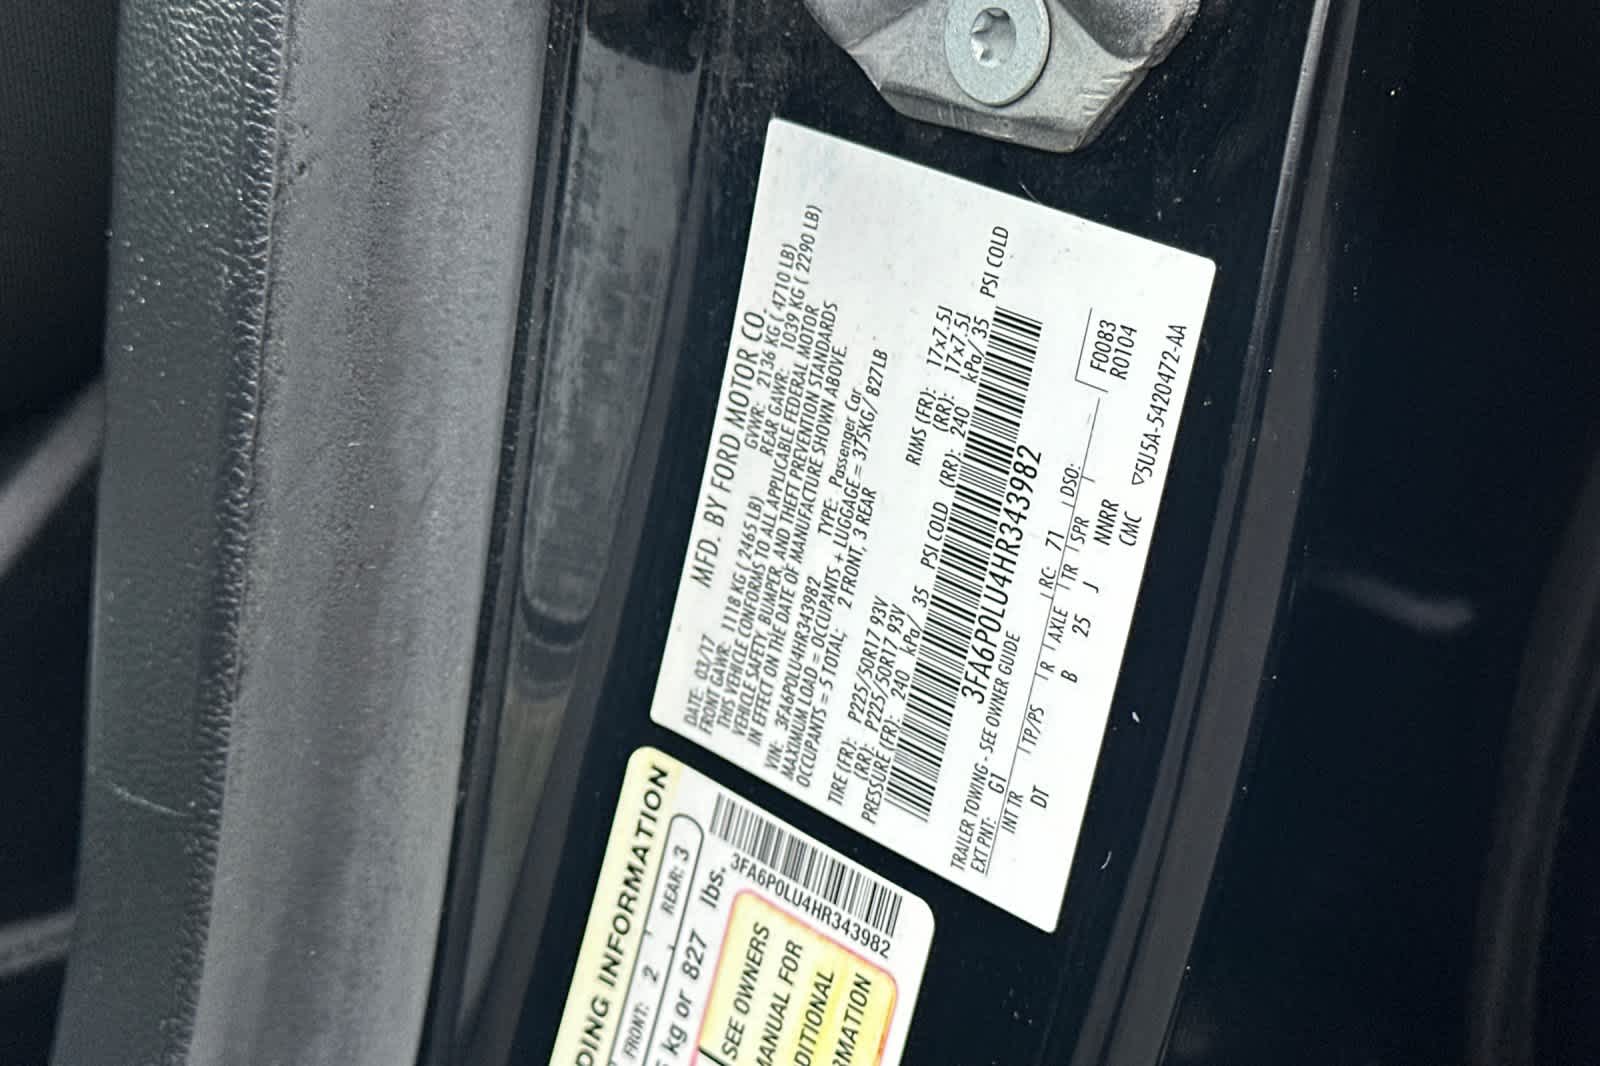 MFD. BY FORD MOTOR CO.
DATE: 03/17 GVWR: 2136 KG ( 4710 LB)
FRONT GAWR: 1118 KG ( 2465 LB) REAR GAWR: 1039 KG ( 2290 LB)
THIS VEHICLE CONFORMS TO ALL APPLICABLE FEDERAL MOTOR
VEHICLE SAFETY, BUMPER, AND THEFT PREVENTION STANDARDS
IN EFFECT ON THE DATE OF MANUFACTURE SHOWN ABOVE.
VIN: 3FA6P0LU4HR343982 TYPE: Passenger Car
MAXIMUM LOAD = OCCUPANTS + LUGGAGE = 375KG/ 827LB
OCCUPANTS = 5 TOTAL; 2 FRONT, 3 REAR
TIRE (FR): P225/50R17 93V RIMS (FR): 17x7.5J
(RR): P225/50R17 93V (RR): 17x7.5J
PRESSURE (FR): 240 kPa/ 35 PSI COLD (RR): 240 kPa/ 35 PSI COLD
3FA6P0LU4HR343982
TRAILER TOWING - SEE OWNER GUIDE
EXT PNT: G1 RC: 71 DSO: F0083
INT TR TP/PS R AXLE TR SPR R0104
DT B 25 J NNRR
CMC
▽5U5A-5420472-AA
DING INFORMATION
FRONT: 2 REAR: 3
kg or 827 lbs.
3FA6P0LU4HR343982
SEE OWNERS
MANUAL FOR
DITIONAL
RMATION